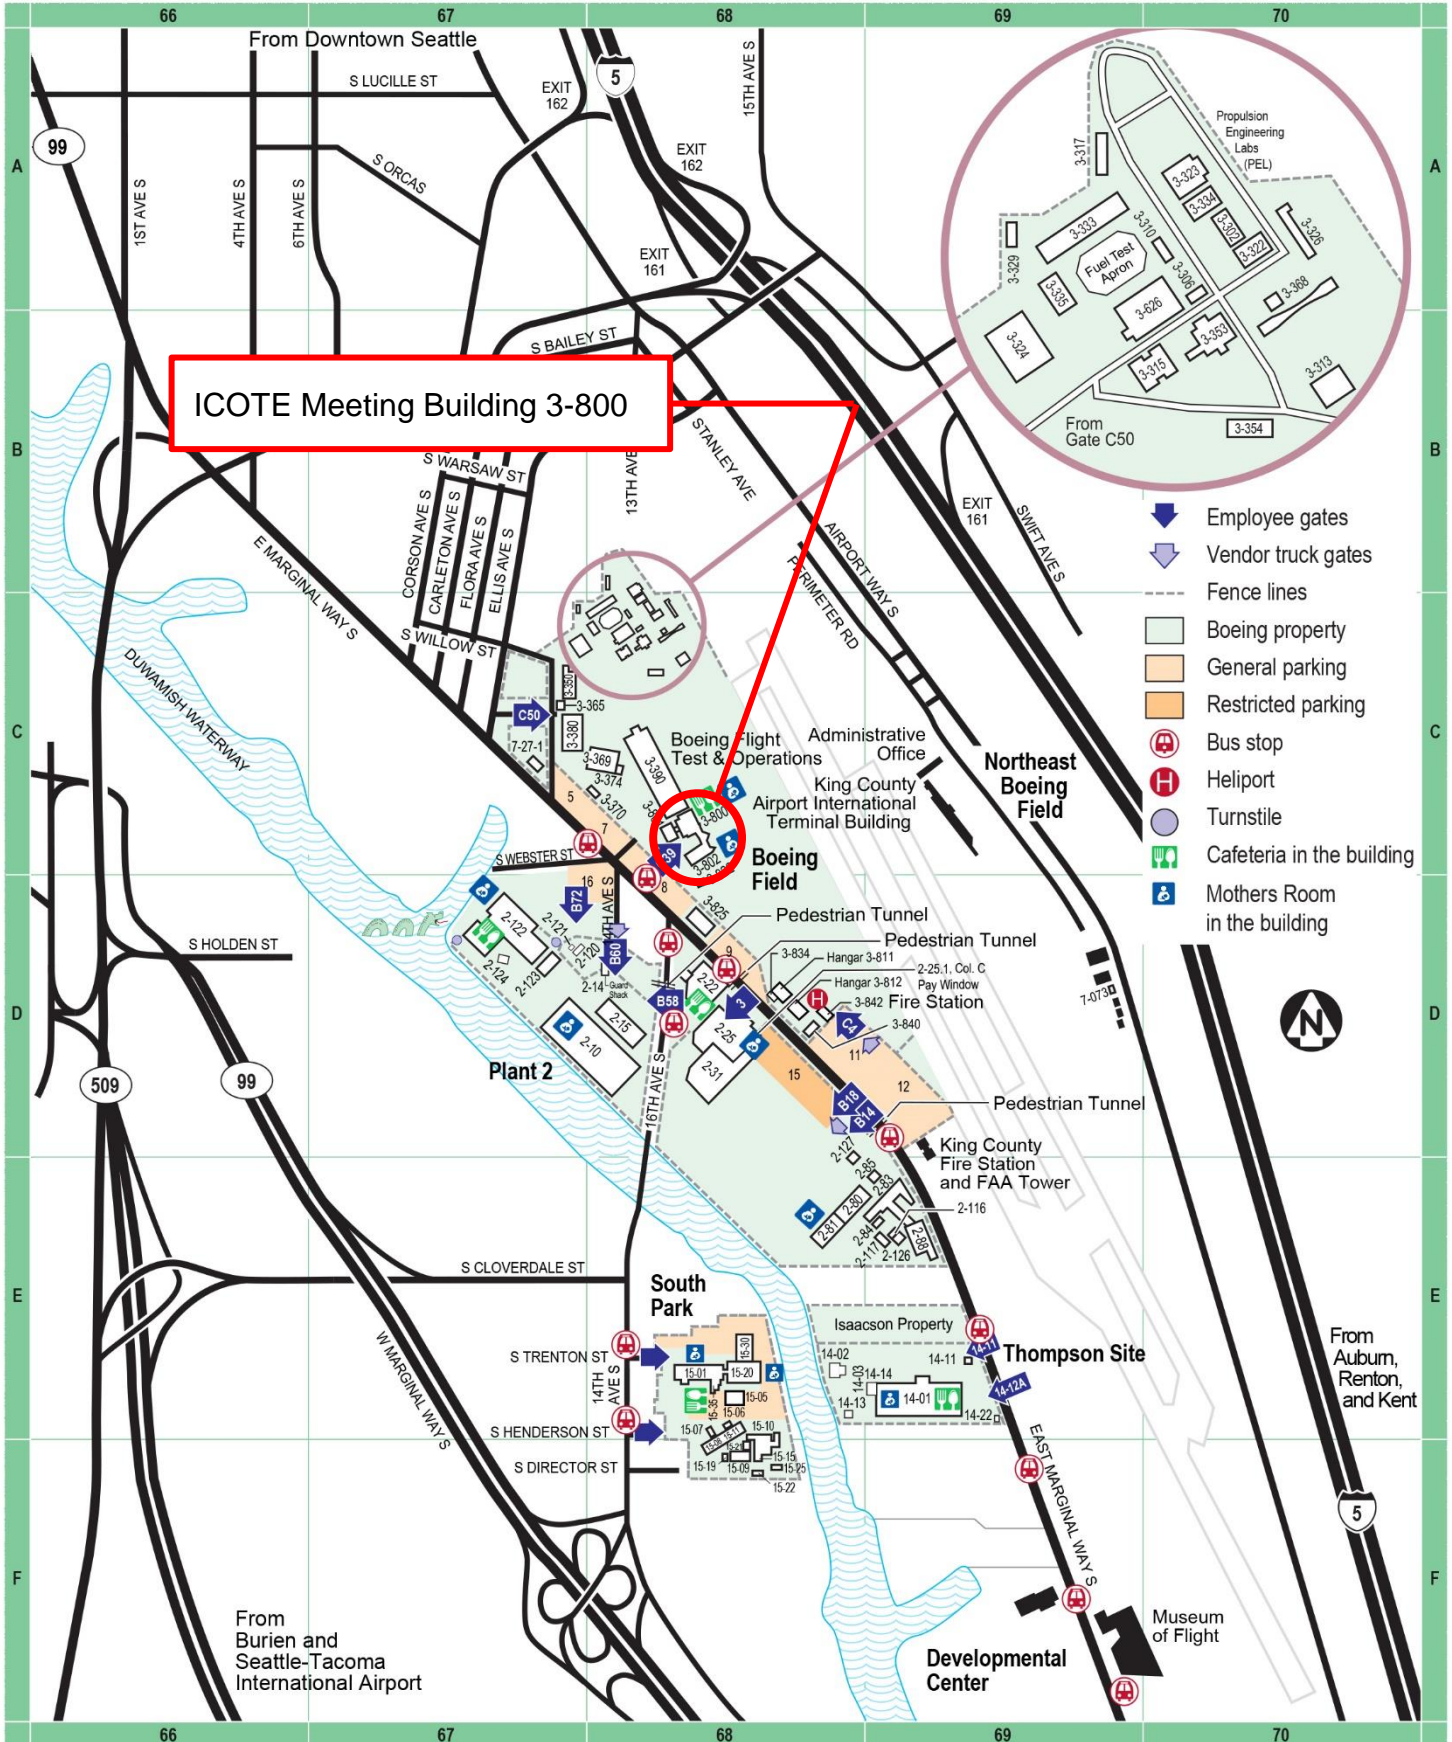 66 67 68 69 70
From Downtown Seattle
S LUCILLE ST
5
EXIT
162
15TH AVE S
99
A
A
S ORCAS
EXIT
162
1ST AVE S
4TH AVE S
6TH AVE S
EXIT
161
Propulsion
Engineering
Labs
(PEL)
3-317
3-323
3-334
3-302
3-322
3-326
3-333
3-310
3-329
Fuel Test
Apron
3-306
3-335
3-626
3-368
3-324
3-353
3-315
3-313
From
Gate C50
3-354
S BAILEY ST
ICOTE Meeting Building 3-800
B
B
STANLEY AVE
S WARSAW ST
13TH AVE
EXIT
161
SWIFT AVE S
AIRPORT WAY S
PERIMETER RD
E MARGINAL WAY S
CORSON AVE S
CARLETON AVE S
FLORA AVE S
ELLIS AVE S
S WILLOW ST
DUWAMISH WATERWAY
Employee gates
Vendor truck gates
Fence lines
Boeing property
General parking
Restricted parking
Bus stop
H
Heliport
Turnstile
Cafeteria in the building
Mothers Room
in the building
C
C
C50
3-350
3-365
3-380
7-27-1
3-369
3-374
3-370
3-390
Boeing Flight
Test & Operations
Administrative
Office
King County
Airport International
Terminal Building
Northeast
Boeing
Field
5
7
3-800
3-802
39
Boeing
Field
S WEBSTER ST
8
16
B72
3-825
Pedestrian Tunnel
2-122
2-121
2-120
B60
S HOLDEN ST
2-124
2-123
2-14
Guard
Shack
9
Pedestrian Tunnel
3-834
Hangar 3-811
2-25.1, Col. C
Pay Window
Hangar 3-812
2-22
H
3-842 Fire Station
3-840
7-073
N
D
D
B58
3
C4
2-15
2-10
2-25
2-31
11
15
12
Plant 2
16TH AVE S
B18
B14
Pedestrian Tunnel
509
99
King County
Fire Station
and FAA Tower
2-127
2-85
2-83
2-80
2-81
2-116
2-84
2-117
2-126
2-88
S CLOVERDALE ST
South
Park
E
E
Isaacson Property
14-11
14-11
Thompson Site
From
Auburn,
Renton,
and Kent
S TRENTON ST
15-30
15-01
15-20
15-05
15-35
15-06
14-02
14-03
14-14
14-01
14-13
14-12A
14-22
14TH
AVE S
S HENDERSON ST
15-07
15-10
15-08
15-11
15-21
15-15
15-19
15-09
15-25
15-22
S DIRECTOR ST
W MARGINAL WAY S
EAST MARGINAL WAY S
5
F
F
From
Burien and
Seattle-Tacoma
International Airport
Museum
of Flight
Developmental
Center
66 67 68 69 70